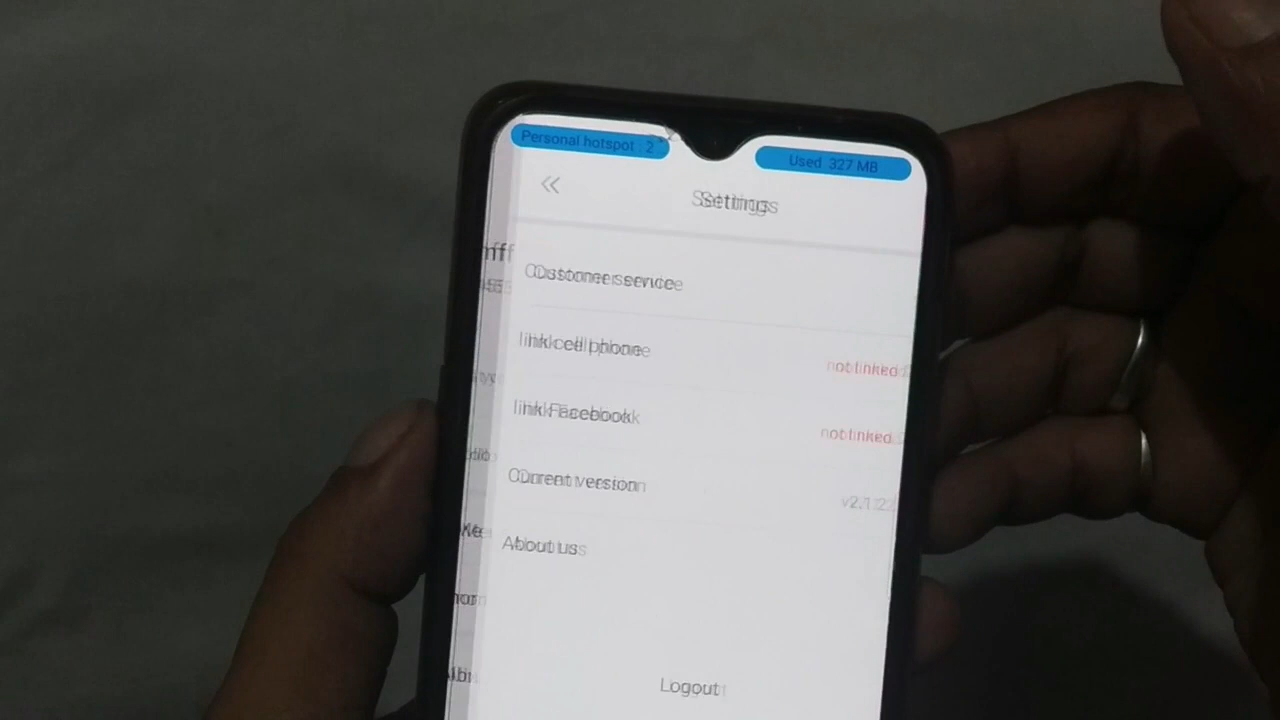 Personal hotspot : 2
Used 327 MB
Settings
Customer service
link cell phone
not linked
link Facebook
not linked
Current version
About us
Logout